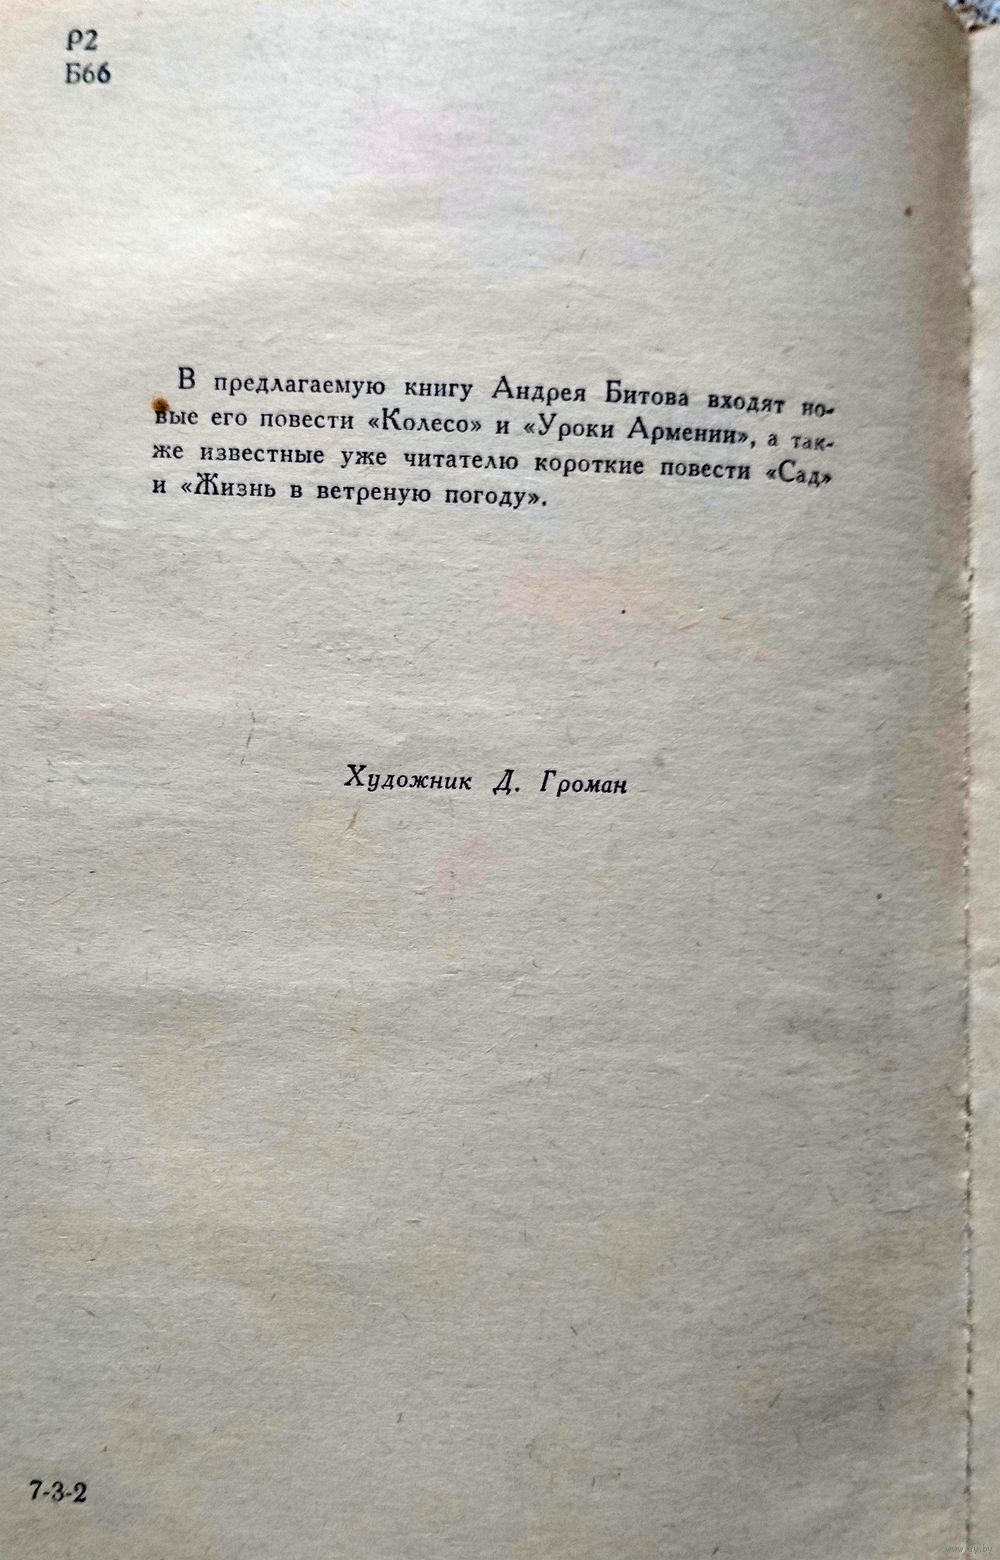 Р2
Б66
В предлагаемую книгу Андрея Битова входят но-
вые его повести «Колесо» и «Уроки Армении», а так-
же известные уже читателю короткие повести «Сад»
и «Жизнь в ветреную погоду».
Художник Д. Громан
7-3-2